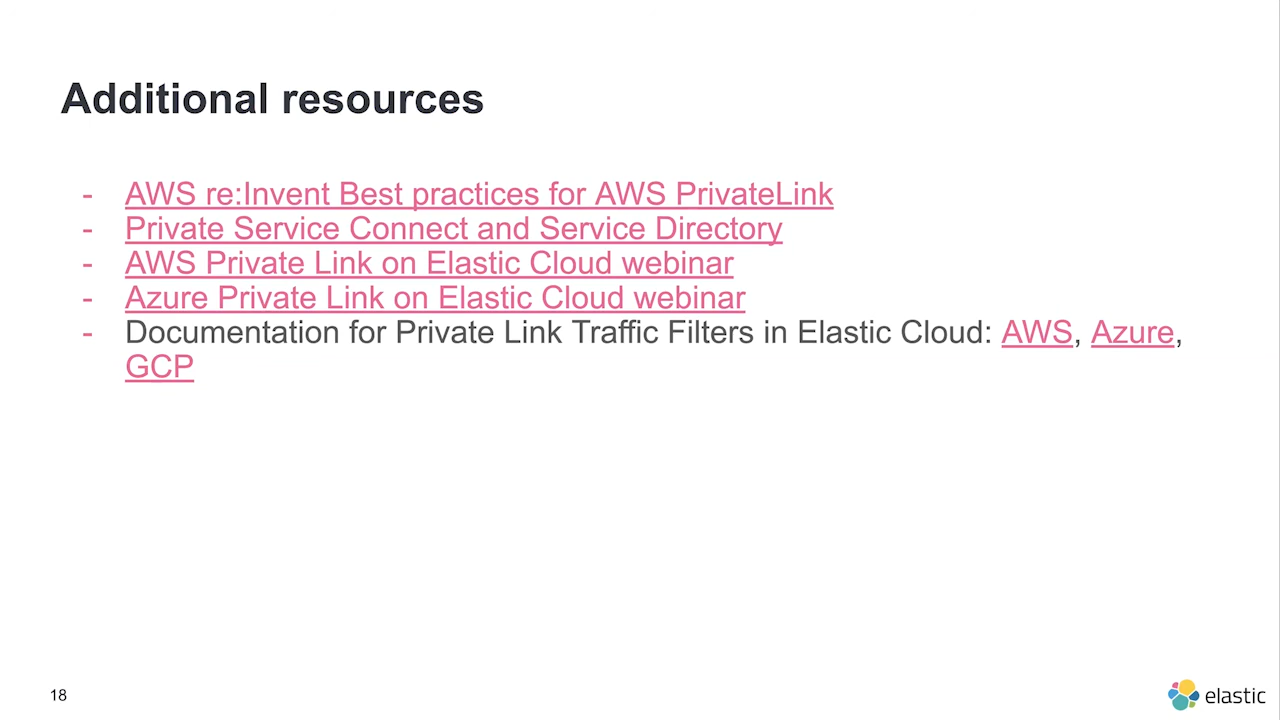 Additional resources
- AWS re:Invent Best practices for AWS PrivateLink
- Private Service Connect and Service Directory
- AWS Private Link on Elastic Cloud webinar
- Azure Private Link on Elastic Cloud webinar
- Documentation for Private Link Traffic Filters in Elastic Cloud: AWS, Azure,
GCP
18
elastic